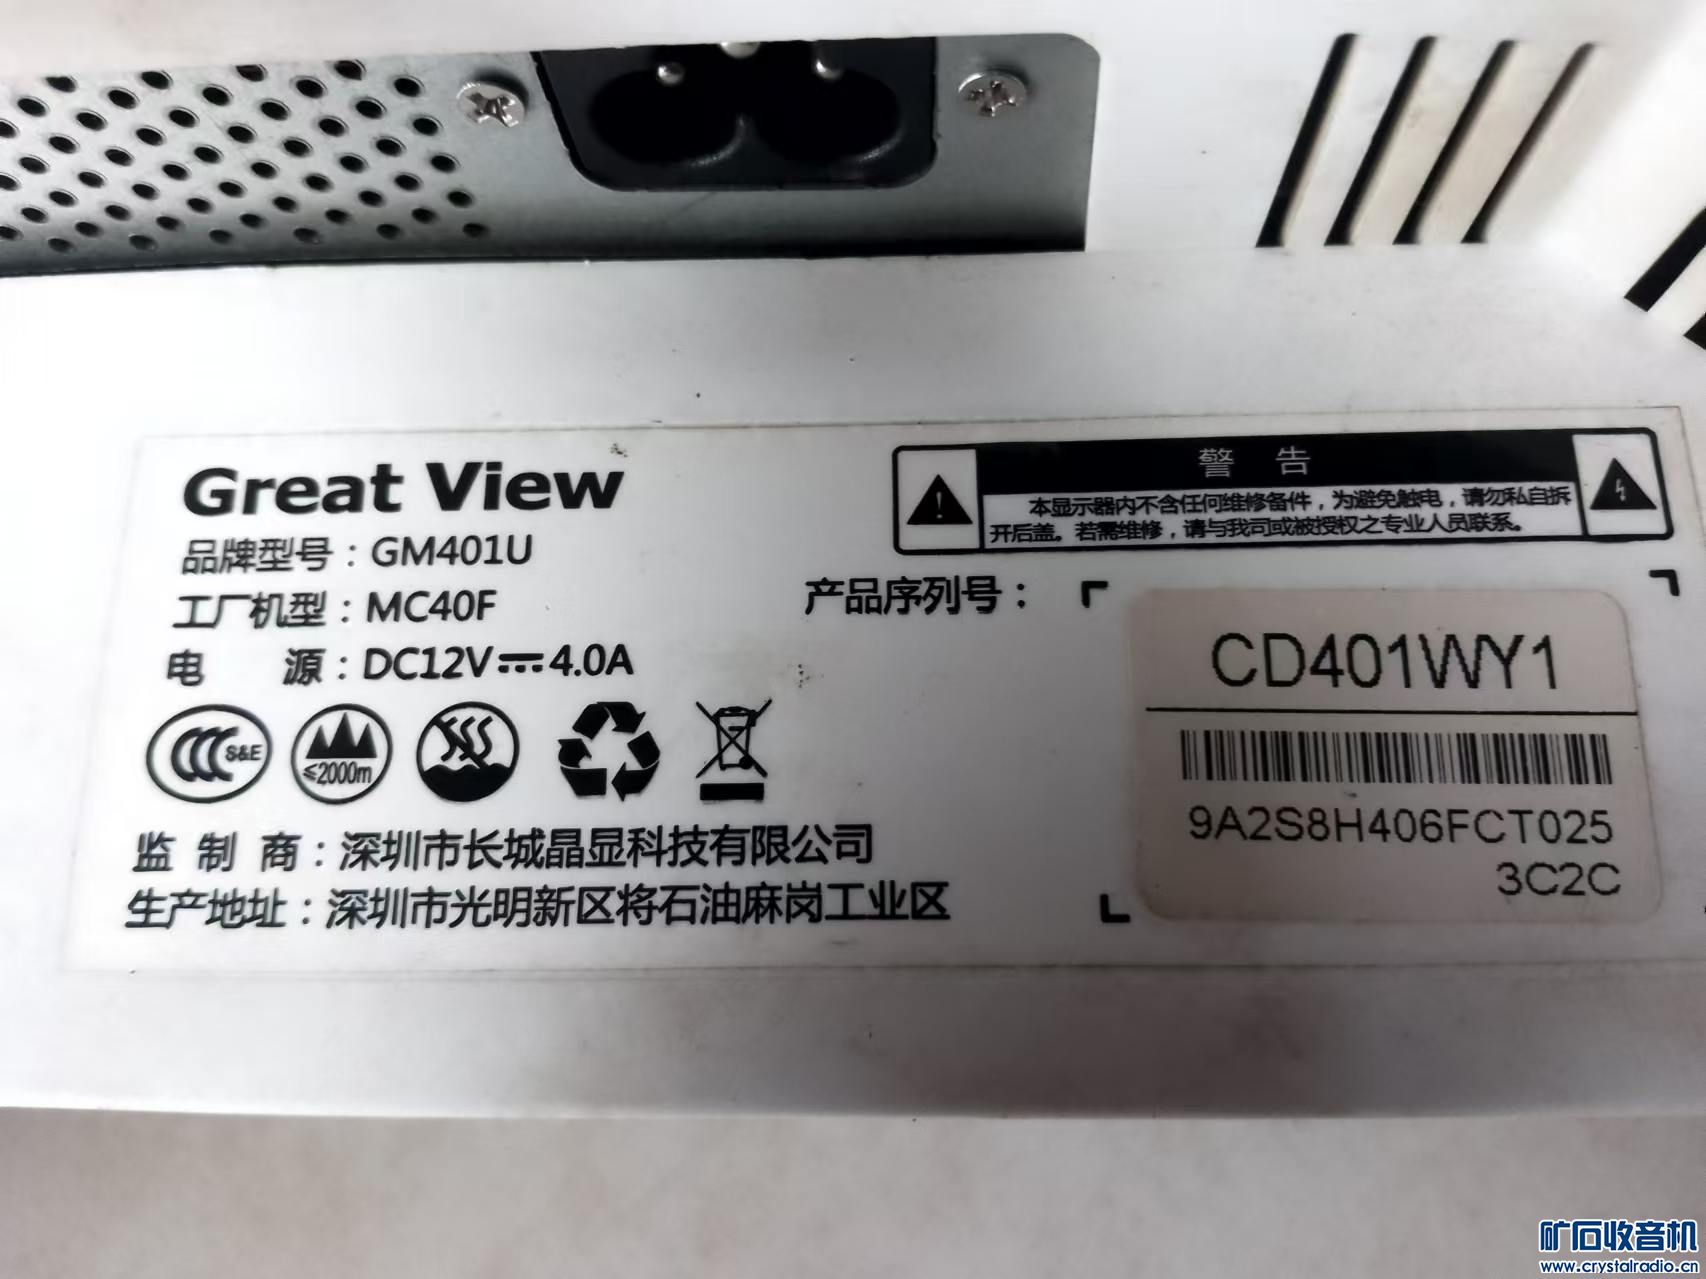 Great View
品牌型号：GM401U
工厂机型：MC40F
电 源：DC12V⎓4.0A
S&E
≤2000m
监 制 商：深圳市长城晶显科技有限公司
生产地址：深圳市光明新区将石油麻岗工业区
警 告
本显示器内不含任何维修备件，为避免触电，请勿私自拆
开后盖。若需维修，请与我司或被授权之专业人员联系。
产品序列号：
CD401WY1
9A2S8H406FCT025
3C2C
矿石收音机
www.crystalradio.cn